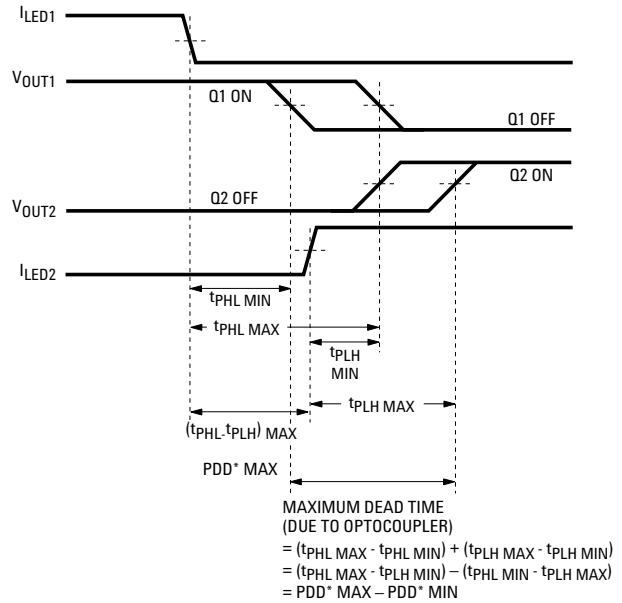 ILED1
VOUT1
Q1 ON
Q1 OFF
Q2 OFF
Q2 ON
VOUT2
ILED2
tPHL MIN
tPHL MAX
tPLH
MIN
tPLH MAX
(tPHL-tPLH) MAX
PDD* MAX
MAXIMUM DEAD TIME
(DUE TO OPTOCOUPLER)
= (tPHL MAX - tPHL MIN) + (tPLH MAX - tPLH MIN)
= (tPHL MAX - tPLH MIN) – (tPHL MIN - tPLH MAX)
= PDD* MAX – PDD* MIN